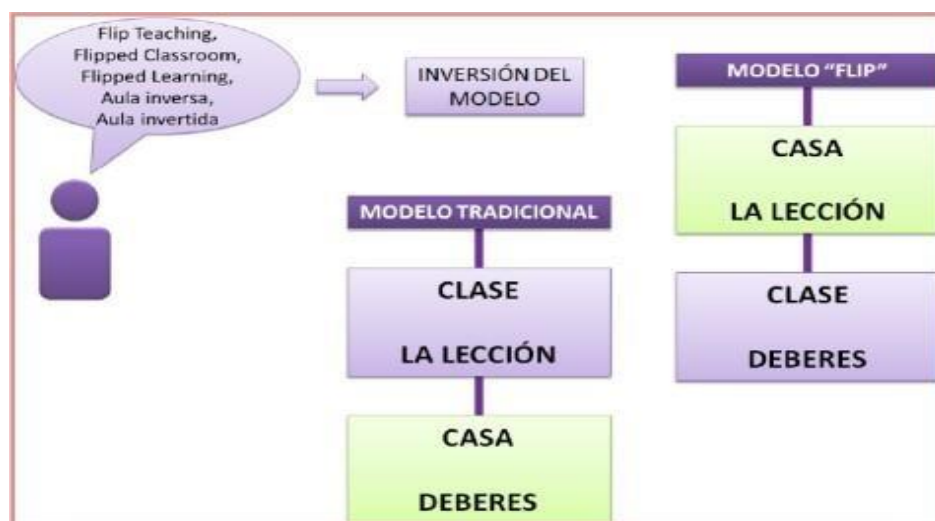 Flip Teaching,
Flipped Classroom,
Flipped Learning,
Aula inversa,
Aula invertida
INVERSIÓN DEL
MODELO
MODELO TRADICIONAL
CLASE
LA LECCIÓN
CASA
DEBERES
MODELO “FLIP”
CASA
LA LECCIÓN
CLASE
DEBERES